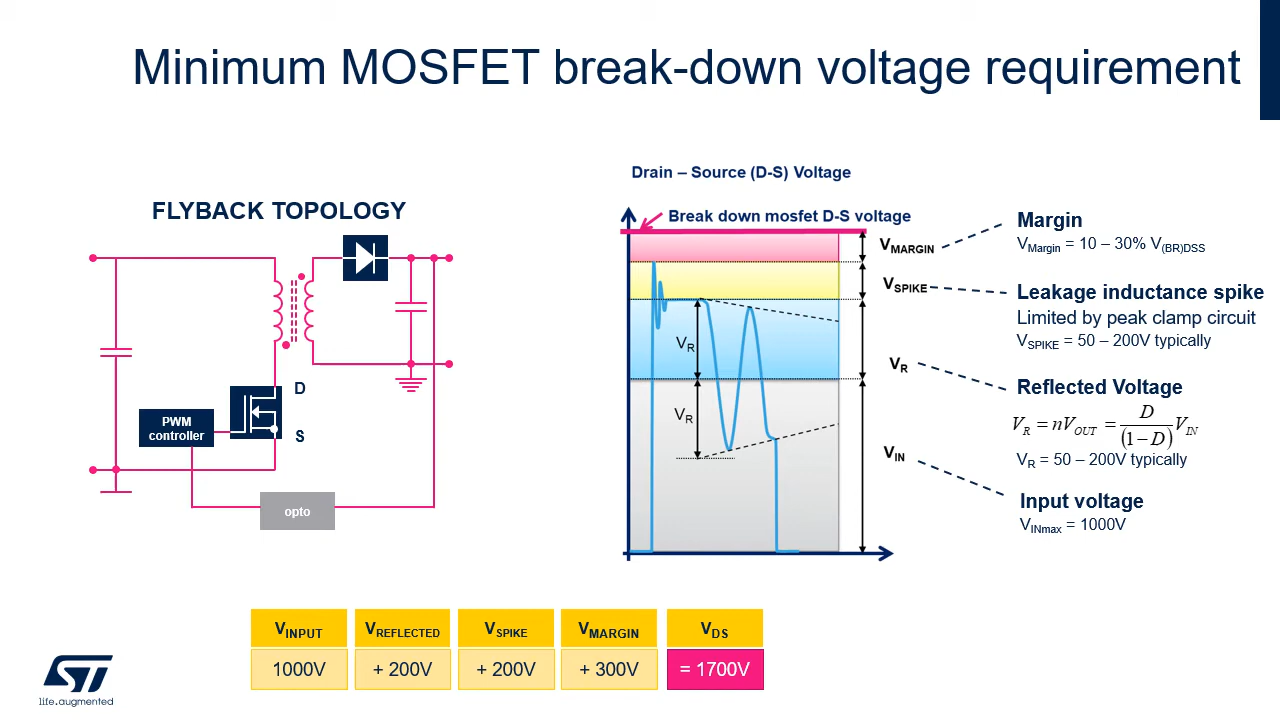 Minimum MOSFET break-down voltage requirement
FLYBACK TOPOLOGY
D
S
PWM
controller
opto
Drain – Source (D-S) Voltage
Break down mosfet D-S voltage
VMARGIN
VSPIKE
VR
VR
VR
VIN
Margin
VMargin = 10 – 30% V(BR)DSS
Leakage inductance spike
Limited by peak clamp circuit
VSPIKE = 50 – 200V typically
Reflected Voltage
VR = nVOUT = D/(1−D) VIN
VR = 50 – 200V typically
Input voltage
VINmax = 1000V
VINPUT VREFLECTED VSPIKE VMARGIN VDS
1000V + 200V + 200V + 300V = 1700V
ST
life.augmented